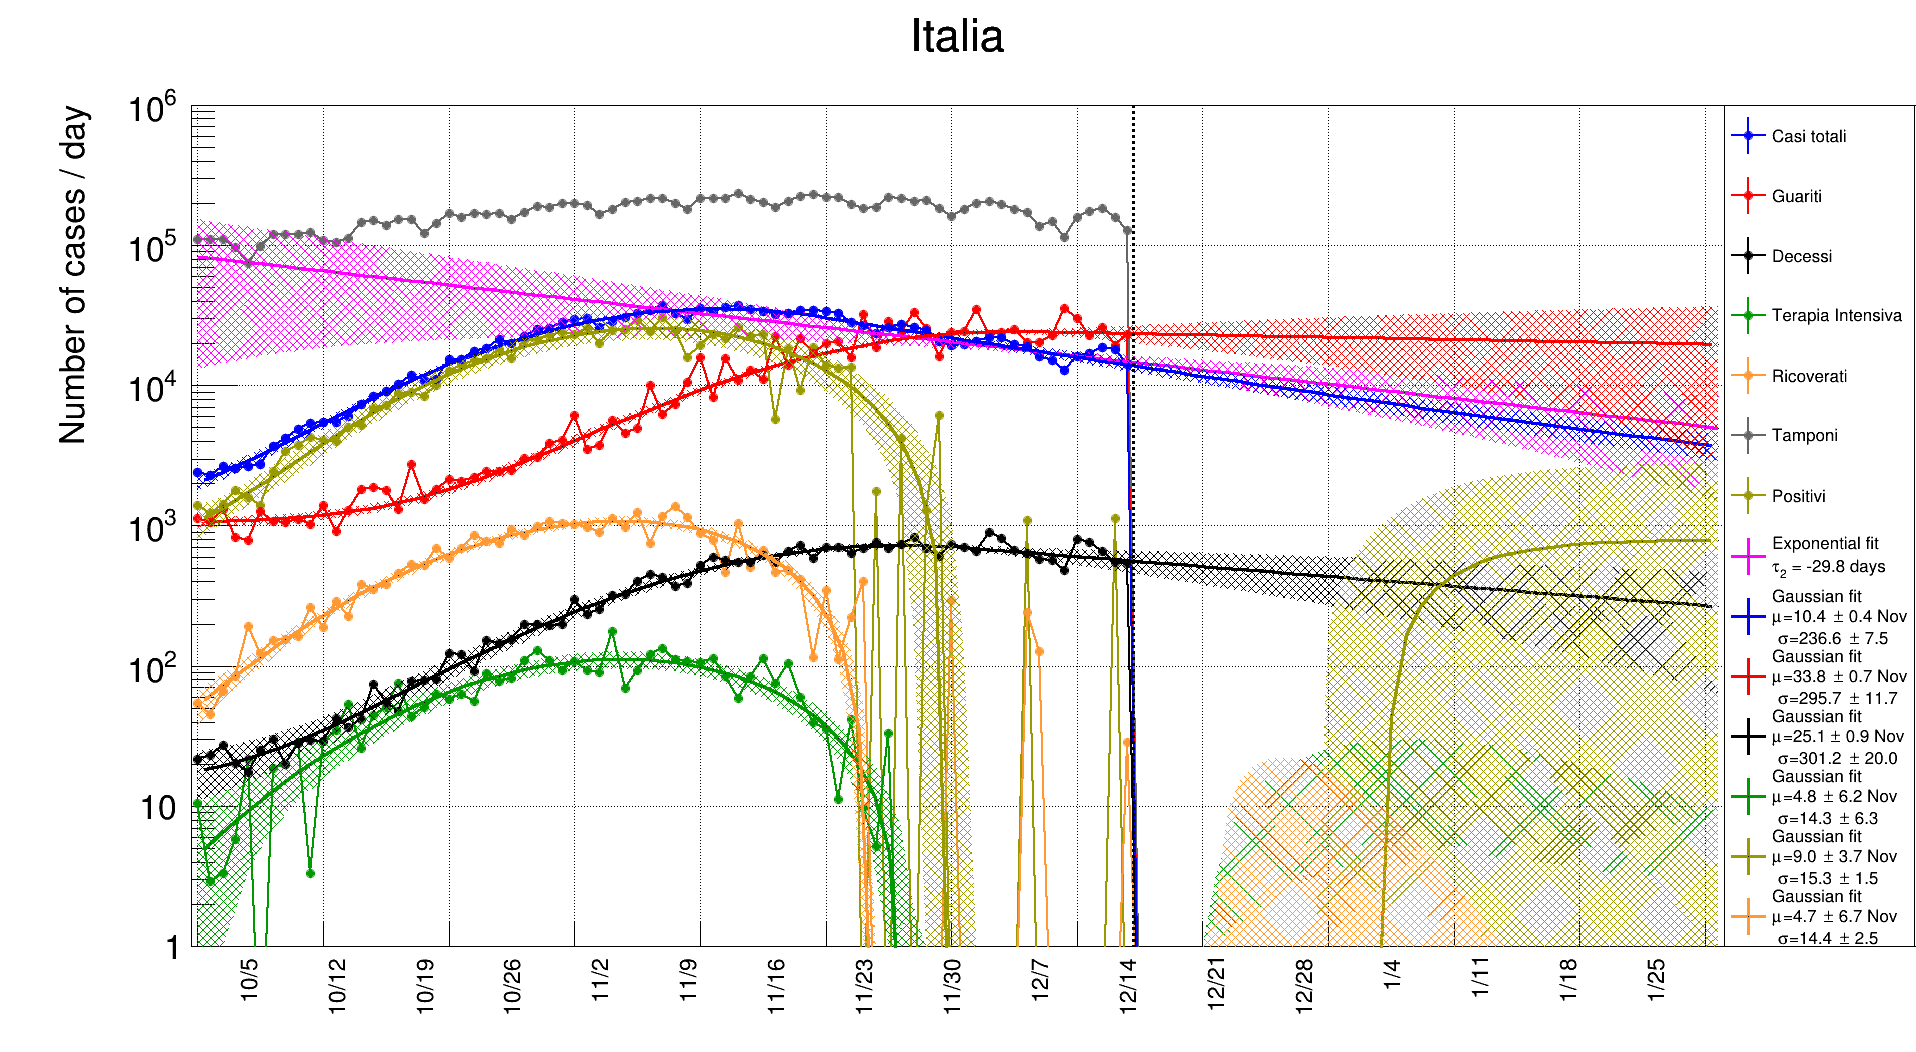 Italia
Number of cases / day
10^6
10^5
10^4
10^3
10^2
10
1
10/5
10/12
10/19
10/26
11/2
11/9
11/16
11/23
11/30
12/7
12/14
12/21
12/28
1/4
1/11
1/18
1/25
Casi totali
Guariti
Decessi
Terapia Intensiva
Ricoverati
Tamponi
Positivi
Exponential fit
τ₂ = -29.8 days
Gaussian fit
μ=10.4 ± 0.4 Nov
σ=236.6 ± 7.5
Gaussian fit
μ=33.8 ± 0.7 Nov
σ=295.7 ± 11.7
Gaussian fit
μ=25.1 ± 0.9 Nov
σ=301.2 ± 20.0
Gaussian fit
μ=4.8 ± 6.2 Nov
σ=14.3 ± 6.3
Gaussian fit
μ=9.0 ± 3.7 Nov
σ=15.3 ± 1.5
Gaussian fit
μ=4.7 ± 6.7 Nov
σ=14.4 ± 2.5